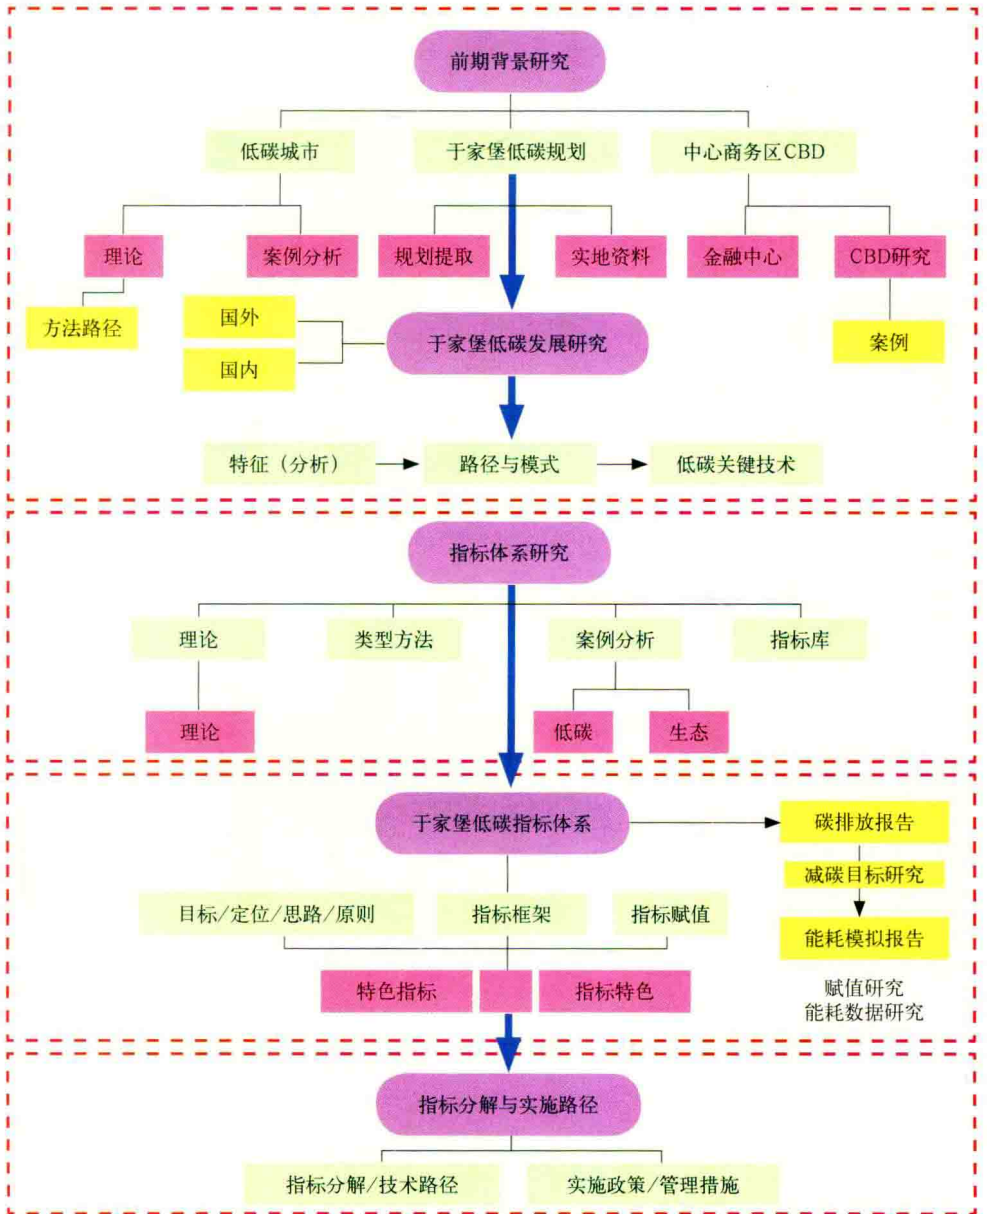 前期背景研究
低碳城市
于家堡低碳规划
中心商务区CBD
理论
案例分析
规划提取
实地资料
金融中心
CBD研究
方法路径
国外
国内
于家堡低碳发展研究
案例
特征（分析）
路径与模式
低碳关键技术
指标体系研究
理论
类型方法
案例分析
指标库
理论
低碳
生态
于家堡低碳指标体系
碳排放报告
减碳目标研究
能耗模拟报告
目标/定位/思路/原则
指标框架
指标赋值
特色指标
指标特色
赋值研究
能耗数据研究
指标分解与实施路径
指标分解/技术路径
实施政策/管理措施